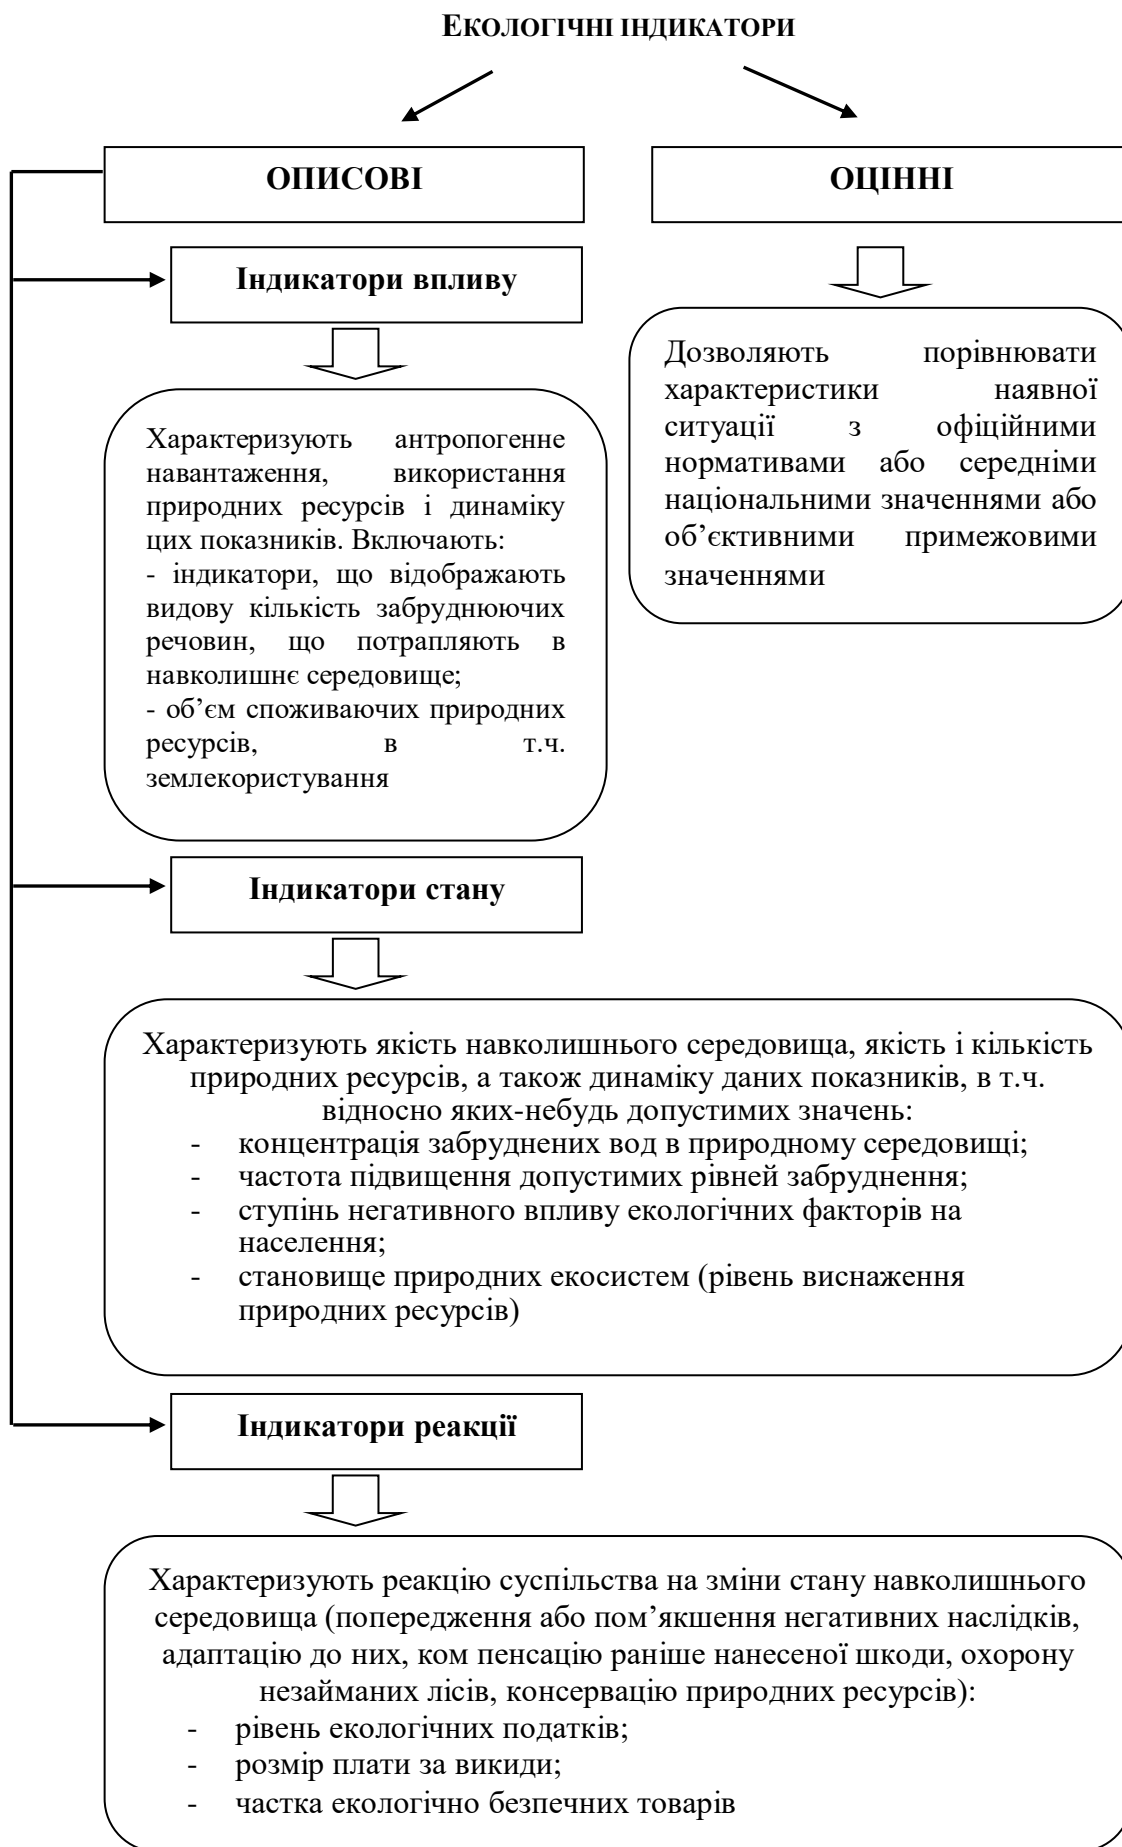 ЕКОЛОГІЧНІ ІНДИКАТОРИ
ОПИСОВІ
ОЦІННІ
Індикатори впливу
Дозволяють порівнювати
характеристики наявної
ситуації з офіційними
нормативами або середніми
національними значеннями або
об’єктивними примежовими
значеннями
Характеризують антропогенне
навантаження, використання
природних ресурсів і динаміку
цих показників. Включають:
- індикатори, що відображають
видову кількість забруднюючих
речовин, що потрапляють в
навколишнє середовище;
- об’єм споживаючих природних
ресурсів, в т.ч.
землекористування
Індикатори стану
Характеризують якість навколишнього середовища, якість і кількість
природних ресурсів, а також динаміку даних показників, в т.ч.
відносно яких-небудь допустимих значень:
- концентрація забруднених вод в природному середовищі;
- частота підвищення допустимих рівней забруднення;
- ступінь негативного впливу екологічних факторів на
населення;
- становище природних екосистем (рівень виснаження
природних ресурсів)
Індикатори реакції
Характеризують реакцію суспільства на зміни стану навколишнього
середовища (попередження або пом’якшення негативних наслідків,
адаптацію до них, ком пенсацію раніше нанесеної шкоди, охорону
незайманих лісів, консервацію природних ресурсів):
- рівень екологічних податків;
- розмір плати за викиди;
- частка екологічно безпечних товарів